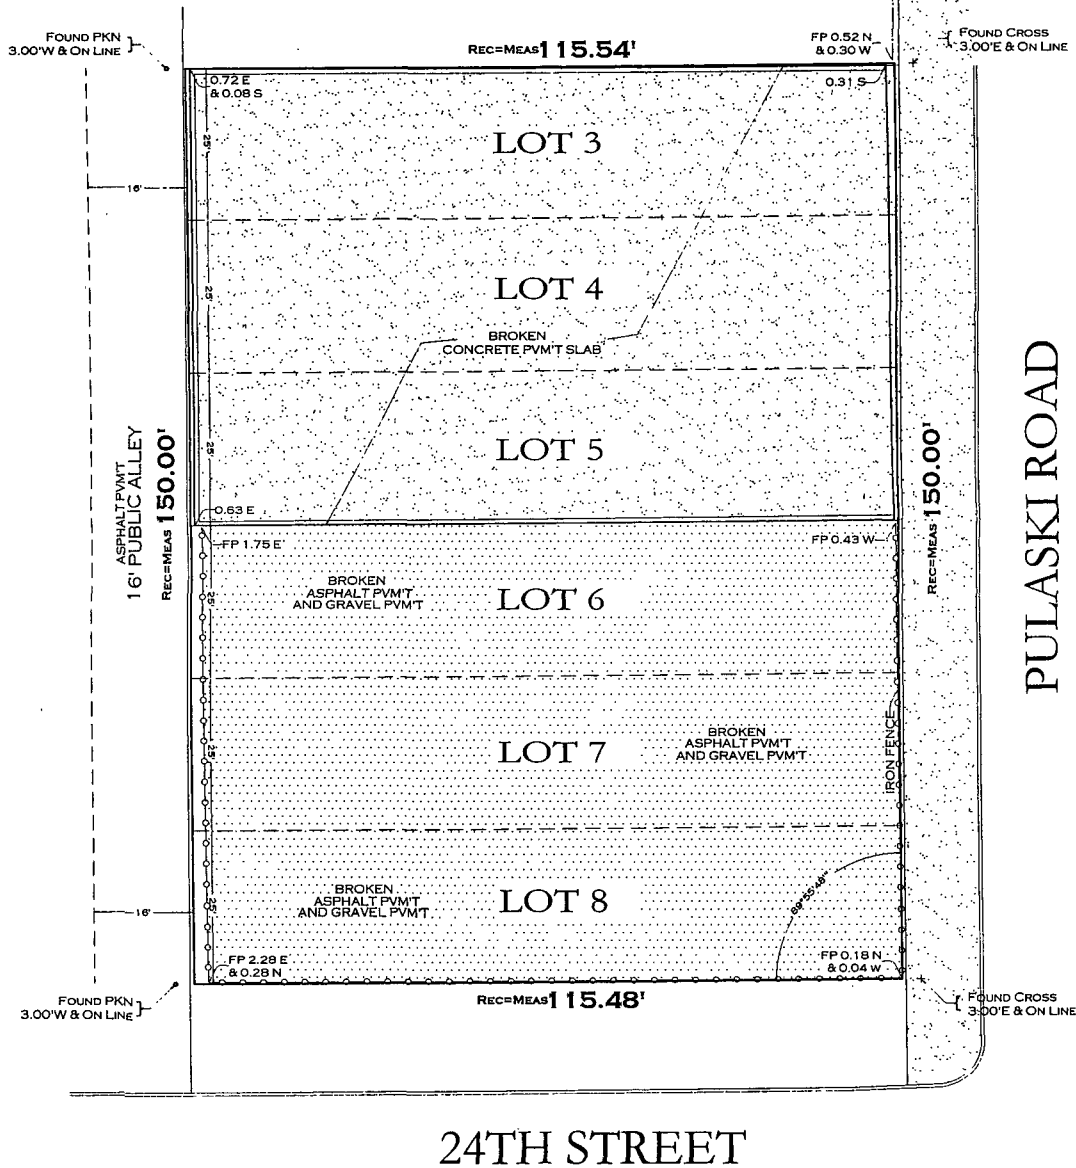 FOUND PKN
3.00'W & ON LINE
REC=MEAS 115.54'
FP 0.52 N
& 0.30 W
FOUND CROSS
3.00'E & ON LINE
0.72 E
& 0.08 S
0.31 S
25'
LOT 3
16'
25'
LOT 4
BROKEN
CONCRETE PVM'T SLAB
25'
LOT 5
ASPHALT PVM'T
16' PUBLIC ALLEY
REC=MEAS 150.00'
REC=MEAS 150.00'
PULASKI ROAD
0.63 E
FP 1.75 E
FP 0.43 W
BROKEN
ASPHALT PVM'T
AND GRAVEL PVM'T
25'
LOT 6
25'
LOT 7
BROKEN
ASPHALT PVM'T
AND GRAVEL PVM'T
IRON FENCE
BROKEN
ASPHALT PVM'T
AND GRAVEL PVM'T
25'
LOT 8
89°55'48"
16'
FP 2.28 E
& 0.28 N
FP 0.18 N
& 0.04 W
FOUND PKN
3.00'W & ON LINE
REC=MEAS 115.48'
FOUND CROSS
3.00'E & ON LINE
24TH STREET